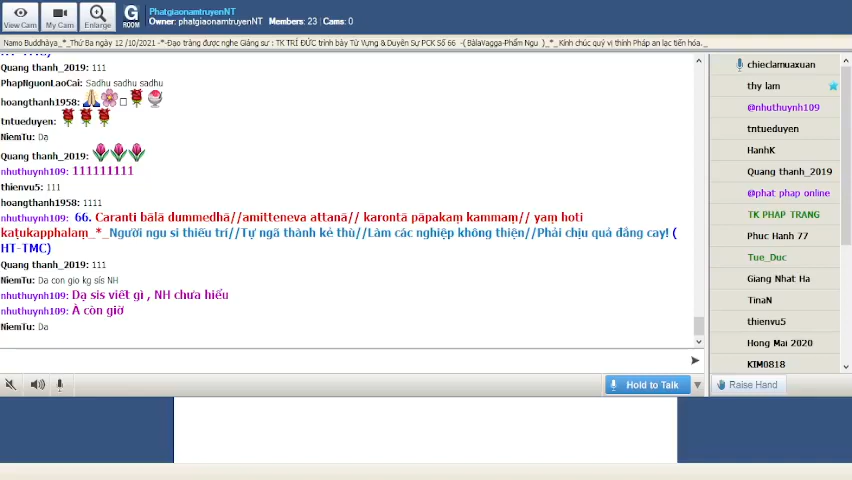 PhatgiaonamtruyenNT
Owner: phatgiaonamtruyenNT Members: 23 Cams: 0
View Cam
My Cam
Enlarge
G ROOM
Namo Buddhāya_*_Thứ Ba ngày 12 /10/2021 -*-Đạo tràng được nghe Giảng sư : TK TRÍ ĐỨC trình bày Từ Vựng & Duyên Sự PCK Số 66 -( BālaVagga-Phẩm Ngu )_*_ Kính chúc quý vị thính Pháp an lạc tiến hóa._
Quang thanh_2019: 111
PhapNguonLaoCai: Sadhu sadhu sadhu
hoangthanh1958:
tntueduyen:
NiemTu: Dạ
Quang thanh_2019:
nhuthuynh109: 111111111
thienvu5: 111
hoangthanh1958: 1111
nhuthuynh109: 66. Caranti bālā dummedhā//amitteneva attanā// karontā pāpakaṃ kammaṃ// yaṃ hoti
kaṭukapphalaṃ_*_Người ngu si thiếu trí//Tự ngã thành kẻ thù//Làm các nghiệp không thiện//Phải chịu quả đắng cay! (
HT-TMC)
Quang thanh_2019: 111
NiemTu: Da con gio kg sís NH
nhuthuynh109: Dạ sis viết gì , NH chưa hiểu
nhuthuynh109: À còn giờ
NiemTu: Da
Hold to Talk
chieclamuaxuan
thy lam
@nhuthuynh109
tntueduyen
HanhK
Quang thanh_2019
@phat phap online
TK PHAP TRANG
Phuc Hanh 77
Tue_Duc
Giang Nhat Ha
TinaN
thienvu5
Hong Mai 2020
KIM0818
Raise Hand